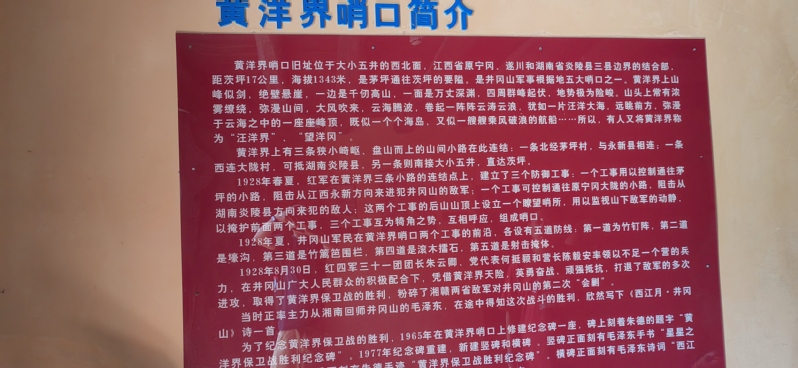 黄洋界哨口简介
黄洋界哨口旧址位于大小五井的西北面，江西省原宁冈、遂川和湖南省炎陵县三县边界的结合部，
距茨坪17公里，海拔1343米，是茅坪通往茨坪的要隘。是井冈山军事根据地五大哨口之一。黄洋界上山
峰似剑，绝壁悬崖，一边是千仞高山，一面是万丈深渊，四周群峰起伏，地势极为险峻。山头上常有浓
雾缭绕，弥漫山间，大风吹来，云海腾波，卷起一阵阵云涛云浪，犹如一片汪洋大海，远眺前方，弥漫
于云海之中的一座座峰顶，既似一个个海岛，又似一艘艘乘风破浪的航船……所以，有人又将黄洋界称
为“汪洋界”、“望洋冈”。
黄洋界上有三条狭小崎岖、盘山而上的山间小路在此连结：一条北经茅坪村，与永新县相连；一条
西连大陇村，可抵湖南炎陵县，另一条则南接大小五井，直达茨坪。
1928年春夏，红军在黄洋界三条小路的连结点上，建立了三个防御工事：一个工事用以控制通往茅
坪的小路，阻击从江西永新方向来进犯井冈山的敌军；一个工事可控制通往原宁冈大陇的小路，阻击从
湖南炎陵县方向来犯的敌人；这两个工事的后山山顶上设立一个瞭望哨所，用以监视山下敌军的动静，
以掩护前面两个工事，三个工事互为犄角之势，互相呼应，组成哨口。
1928年夏，井冈山军民在黄洋界哨口两个工事的前沿，各设有五道防线：第一道为竹钉阵，第二道
是壕沟，第三道是竹篱笆围栏，第四道是滚木擂石，第五道是射击掩体。
1928年8月30日，红四军三十一团团长朱云卿、党代表何挺颖和营长陈毅安率领以不足一个营的兵
力，在井冈山广大人民群众的积极配合下，凭借黄洋界天险，英勇奋战，顽强抵抗，打退了敌军的多次
进攻，取得了黄洋界保卫战的胜利，粉碎了湘赣两省敌军对井冈山的第二次“会剿”。
当时正率主力从湘南回师井冈山的毛泽东，在途中得知这次战斗的胜利，欣然写下《西江月·井冈
山》诗一首。
为了纪念黄洋界保卫战的胜利，1965年在黄洋界哨口上修建纪念碑一座，碑上刻着朱德的题字“黄
洋界保卫战胜利纪念碑”。1977年纪念碑重建，新建竖碑和横碑。竖碑正面刻有毛泽东手书“星星之
朱德手迹“黄洋界保卫战胜利纪念碑”。横碑正面刻有毛泽东诗词“西江